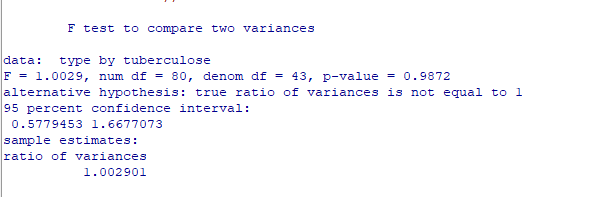 F test to compare two variances
data: type by tuberculose
F = 1.0029, num df = 80, denom df = 43, p-value = 0.9872
alternative hypothesis: true ratio of variances is not equal to 1
95 percent confidence interval:
0.5779453 1.6677073
sample estimates:
ratio of variances
1.002901